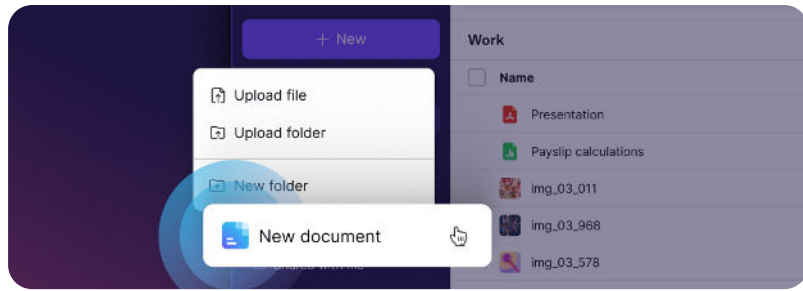 + New
Upload file
Upload folder
New folder
New document
Work
Name
Presentation
Payslip calculations
img_03_011
img_03_968
img_03_578